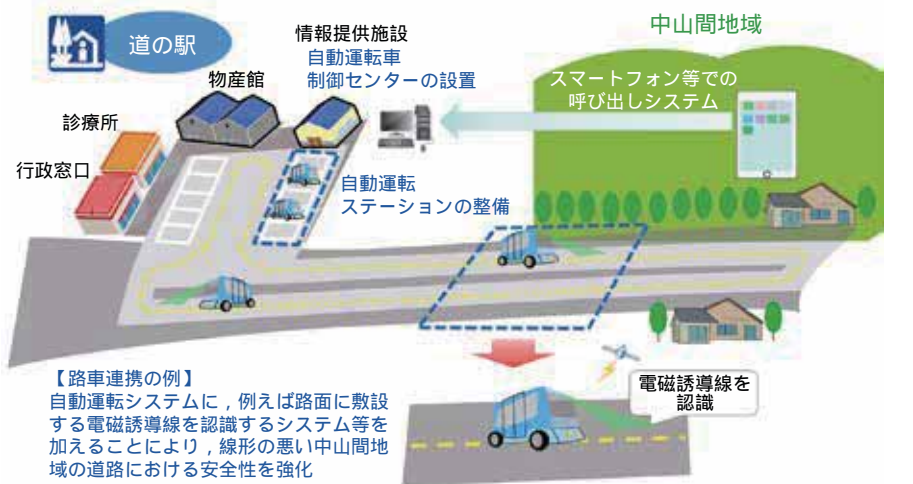 道の駅
情報提供施設
自動運転車
制御センターの設置
中山間地域
物産館
スマートフォン等での
呼び出しシステム
診療所
行政窓口
自動運転
ステーションの整備
【路車連携の例】
自動運転システムに，例えば路面に敷設
する電磁誘導線を認識するシステム等を
加えることにより，線形の悪い中山間地
域の道路における安全性を強化
電磁誘導線を
認識